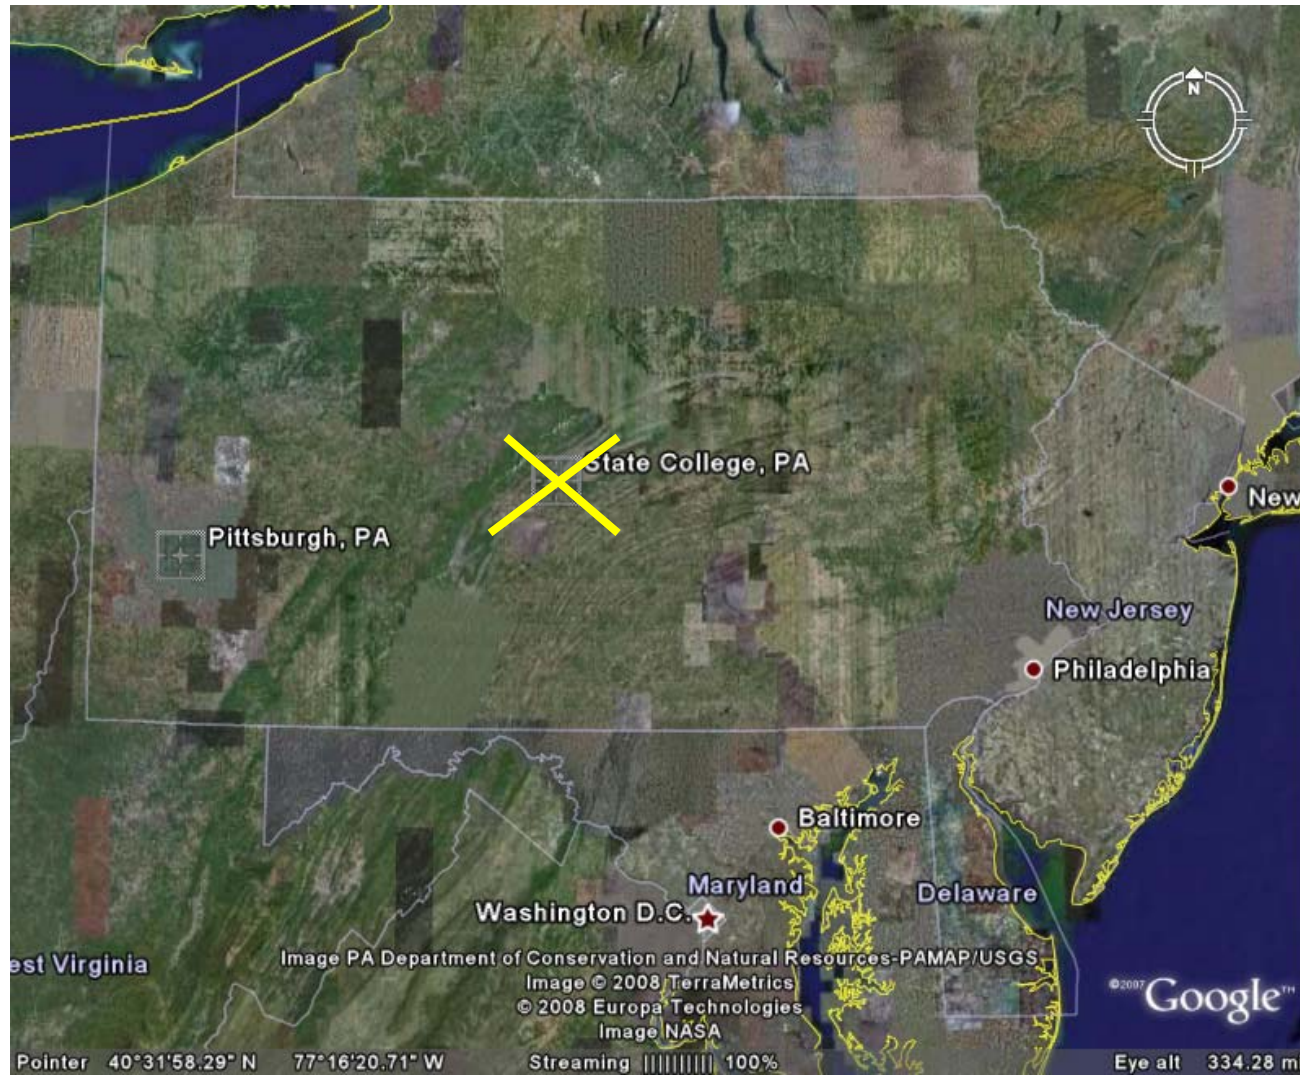 N
State College, PA
Pittsburgh, PA
New
New Jersey
Philadelphia
Baltimore
Maryland
Delaware
Washington D.C.
est Virginia
Image PA Department of Conservation and Natural Resources-PAMAP/USGS
Image © 2008 TerraMetrics
© 2008 Europa Technologies
Image NASA
©2007 Google™
Pointer 40°31'58.29" N 77°16'20.71" W Streaming |||||||||| 100% Eye alt 334.28 mi